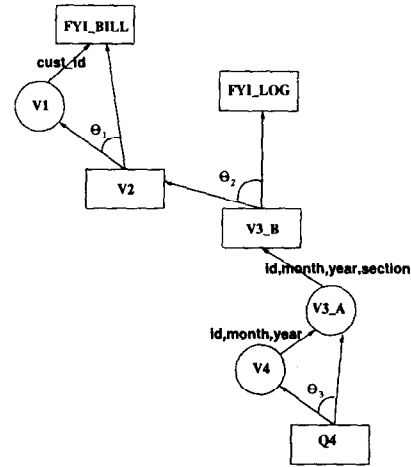 FYI_BILL
cust_id
V1
FYI_LOG
Θ1
V2
Θ2
V3_B
id,month,year,section
V3_A
id,month,year
V4
Θ3
Q4